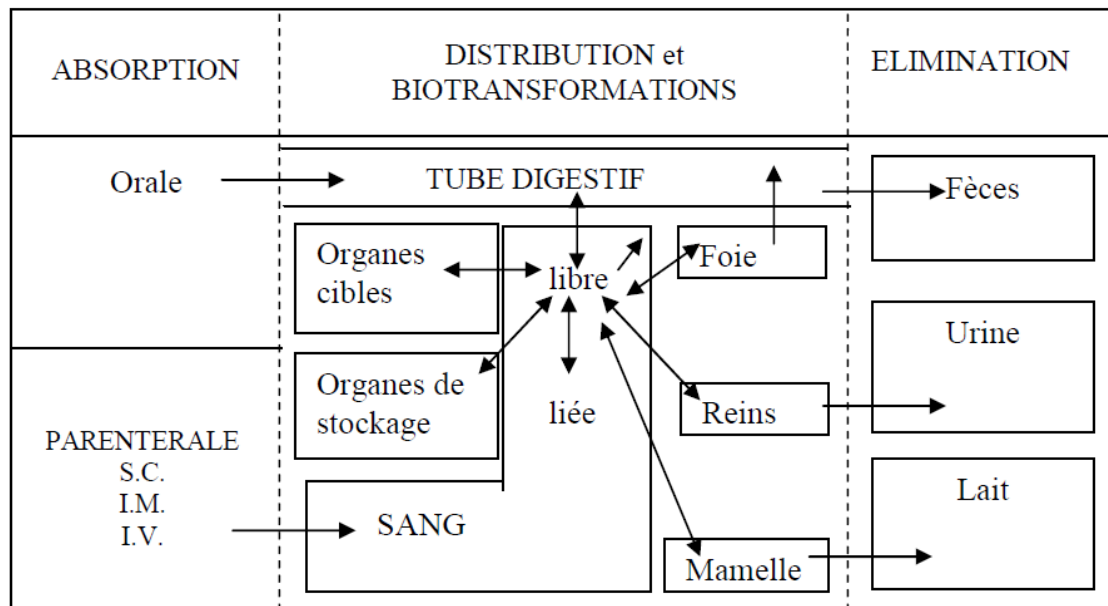 ABSORPTION
DISTRIBUTION et
BIOTRANSFORMATIONS
ELIMINATION
Orale
TUBE DIGESTIF
Fèces
Organes
cibles
libre
Foie
Urine
Organes de
stockage
liée
Reins
PARENTERALE
S.C.
I.M.
I.V.
SANG
Lait
Mamelle